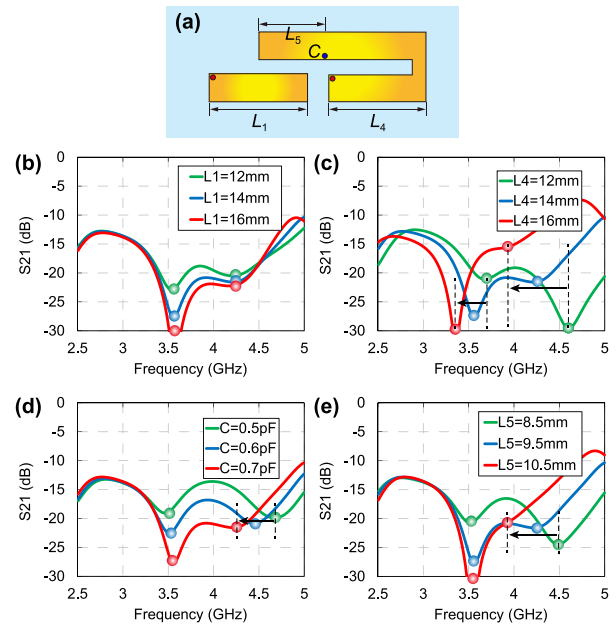 (a)
L5
C
L1
L4
(b)
0
-5
-10
-15
-20
-25
-30
S21 (dB)
L1=12mm
L1=14mm
L1=16mm
2.5 3 3.5 4 4.5 5
Frequency (GHz)
(c)
0
-5
-10
-15
-20
-25
-30
S21 (dB)
L4=12mm
L4=14mm
L4=16mm
2.5 3 3.5 4 4.5 5
Frequency (GHz)
(d)
0
-5
-10
-15
-20
-25
-30
S21 (dB)
C=0.5pF
C=0.6pF
C=0.7pF
2.5 3 3.5 4 4.5 5
Frequency (GHz)
(e)
0
-5
-10
-15
-20
-25
-30
S21 (dB)
L5=8.5mm
L5=9.5mm
L5=10.5mm
2.5 3 3.5 4 4.5 5
Frequency (GHz)